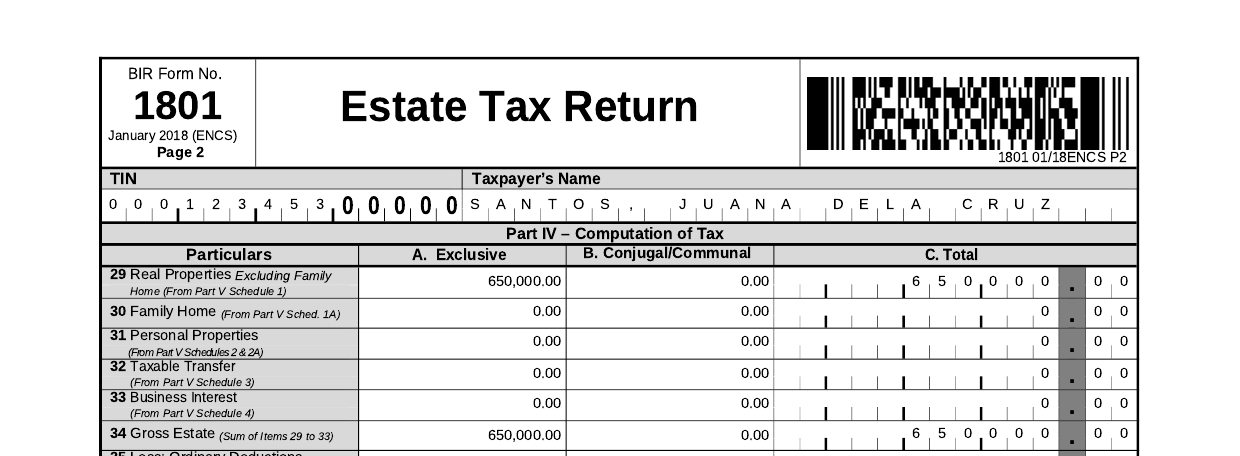 BIR Form No.
1801
January 2018 (ENCS)
Page 2
Estate Tax Return
1801 01/18ENCS P2
TIN Taxpayer’s Name
0 0 0 1 2 3 4 5 3 0 0 0 0 0 S A N T O S , J U A N A D E L A C R U Z
Part IV – Computation of Tax
Particulars A. Exclusive B. Conjugal/Communal C. Total
29 Real Properties Excluding Family
Home (From Part V Schedule 1) 650,000.00 0.00 6 5 0 0 0 0 . 0 0
30 Family Home (From Part V Sched. 1A) 0.00 0.00 0 . 0 0
31 Personal Properties
(From Part V Schedules 2 & 2A) 0.00 0.00 0 . 0 0
32 Taxable Transfer
(From Part V Schedule 3) 0.00 0.00 0 . 0 0
33 Business Interest
(From Part V Schedule 4) 0.00 0.00 0 . 0 0
34 Gross Estate (Sum of Items 29 to 33) 650,000.00 0.00 6 5 0 0 0 0 . 0 0
35 Less: Ordinary Deductions